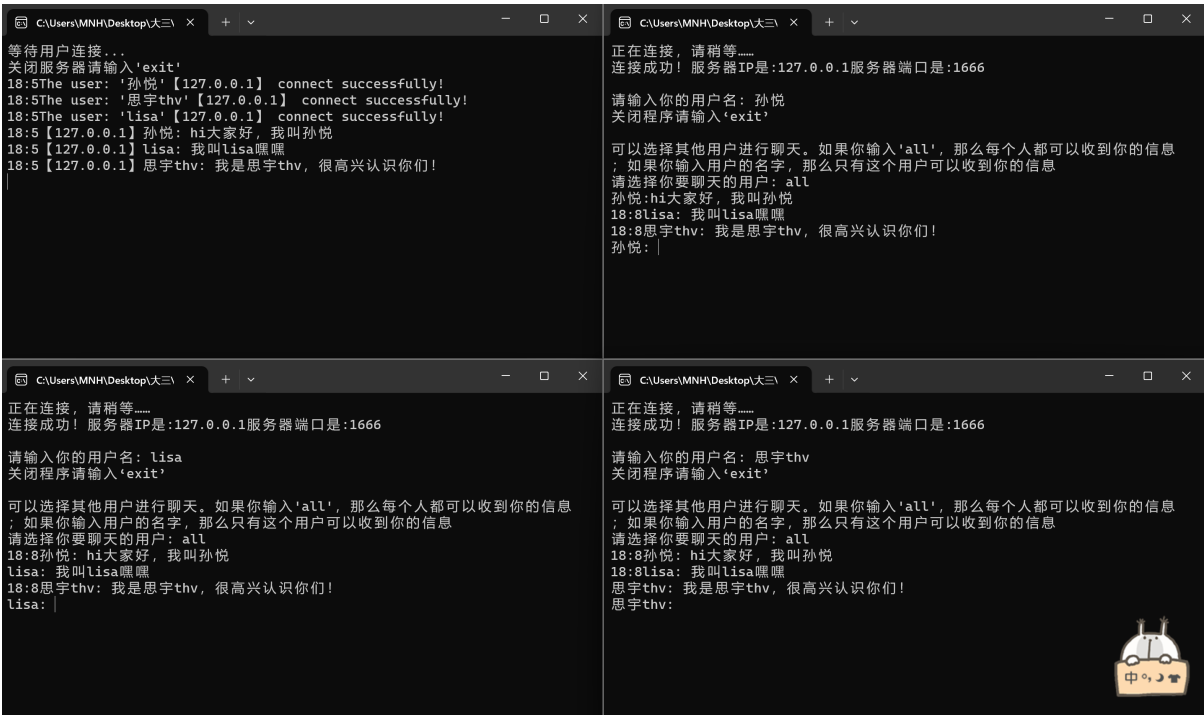 C:\Users\MNH\Desktop\大三\
等待用户连接...
关闭服务器请输入'exit'
18:5The user: '孙悦'【127.0.0.1】 connect successfully!
18:5The user: '思宇thv'【127.0.0.1】 connect successfully!
18:5The user: 'lisa'【127.0.0.1】 connect successfully!
18:5【127.0.0.1】孙悦: hi大家好，我叫孙悦
18:5【127.0.0.1】lisa: 我叫lisa嘿嘿
18:5【127.0.0.1】思宇thv: 我是思宇thv，很高兴认识你们！
C:\Users\MNH\Desktop\大三\
正在连接，请稍等……
连接成功！服务器IP是:127.0.0.1服务器端口是:1666
请输入你的用户名: 孙悦
关闭程序请输入‘exit’
可以选择其他用户进行聊天。如果你输入'all'，那么每个人都可以收到你的信息
；如果你输入用户的名字，那么只有这个用户可以收到你的信息
请选择你要聊天的用户: all
孙悦:hi大家好，我叫孙悦
18:8lisa: 我叫lisa嘿嘿
18:8思宇thv: 我是思宇thv，很高兴认识你们！
孙悦:
C:\Users\MNH\Desktop\大三\
正在连接，请稍等……
连接成功！服务器IP是:127.0.0.1服务器端口是:1666
请输入你的用户名: lisa
关闭程序请输入‘exit’
可以选择其他用户进行聊天。如果你输入'all'，那么每个人都可以收到你的信息
；如果你输入用户的名字，那么只有这个用户可以收到你的信息
请选择你要聊天的用户: all
18:8孙悦: hi大家好，我叫孙悦
lisa: 我叫lisa嘿嘿
18:8思宇thv: 我是思宇thv，很高兴认识你们！
lisa:
C:\Users\MNH\Desktop\大三\
正在连接，请稍等……
连接成功！服务器IP是:127.0.0.1服务器端口是:1666
请输入你的用户名: 思宇thv
关闭程序请输入‘exit’
可以选择其他用户进行聊天。如果你输入'all'，那么每个人都可以收到你的信息
；如果你输入用户的名字，那么只有这个用户可以收到你的信息
请选择你要聊天的用户: all
18:8孙悦: hi大家好，我叫孙悦
18:8lisa: 我叫lisa嘿嘿
思宇thv: 我是思宇thv，很高兴认识你们！
思宇thv:
中